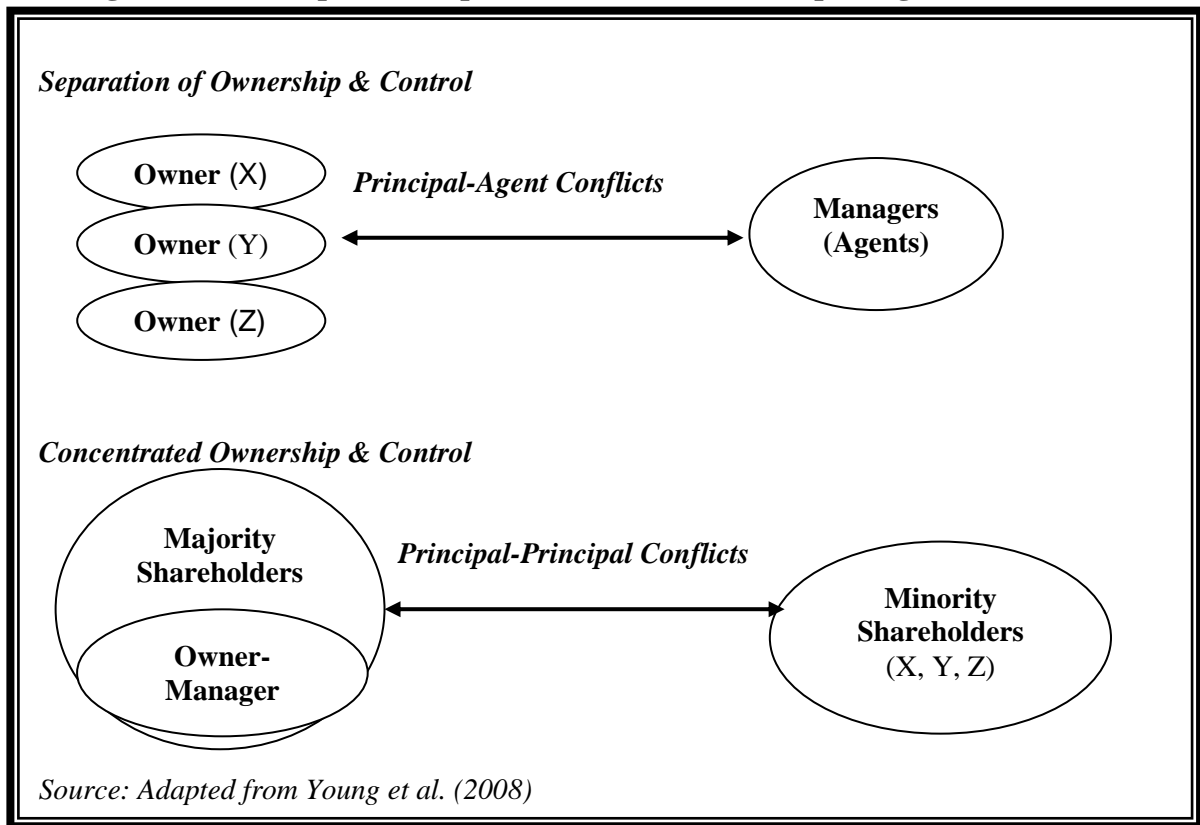 Separation of Ownership & Control
Owner (X)
Principal-Agent Conflicts
Managers
(Agents)
Owner (Y)
Owner (Z)
Concentrated Ownership & Control
Majority
Shareholders
Principal-Principal Conflicts
Owner-
Manager
Minority
Shareholders
(X, Y, Z)
Source: Adapted from Young et al. (2008)